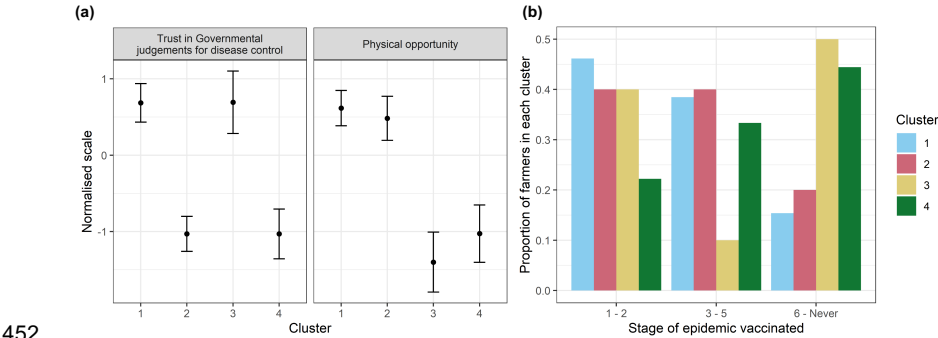 (a)
Trust in Governmental
judgements for disease control
Physical opportunity
Normalised scale
1
0
-1
1 2 3 4 1 2 3 4
Cluster
(b)
Proportion of farmers in each cluster
0.5
0.4
0.3
0.2
0.1
0.0
1 - 2 3 - 5 6 - Never
Stage of epidemic vaccinated
Cluster
1
2
3
4
452